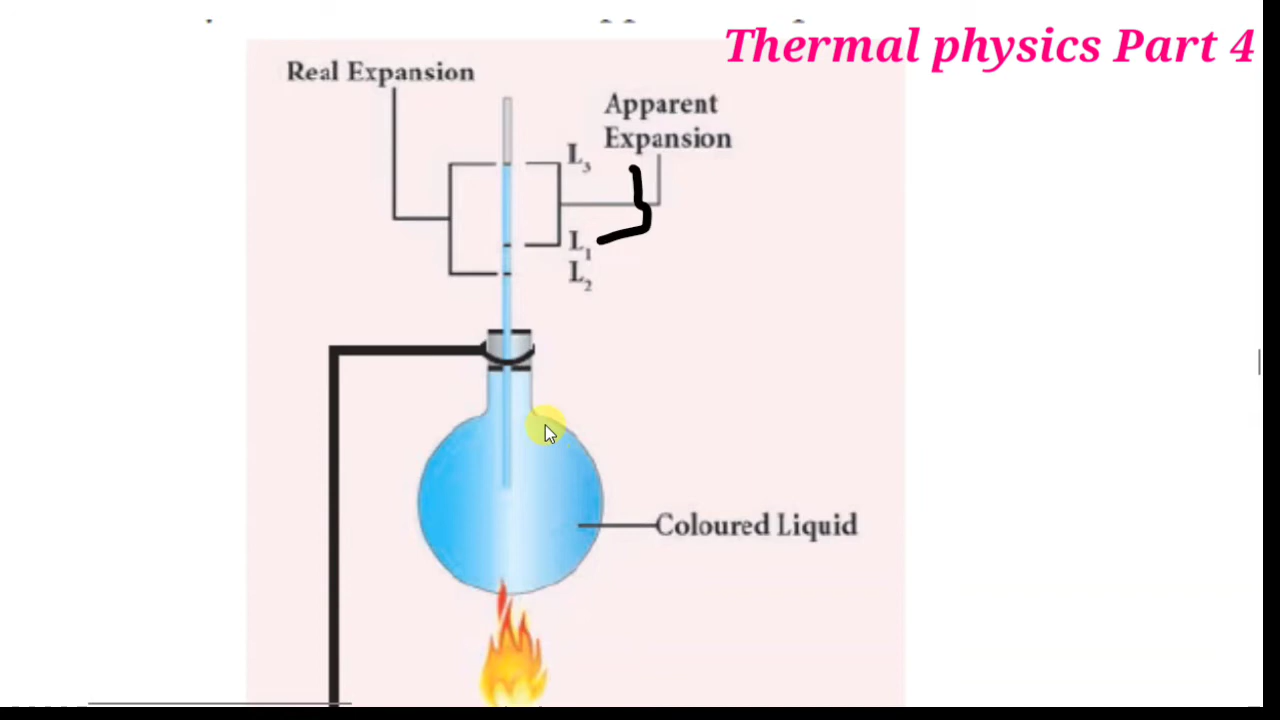 Thermal physics Part 4
Real Expansion
Apparent
Expansion
L₃
L₁
L₂
Coloured Liquid